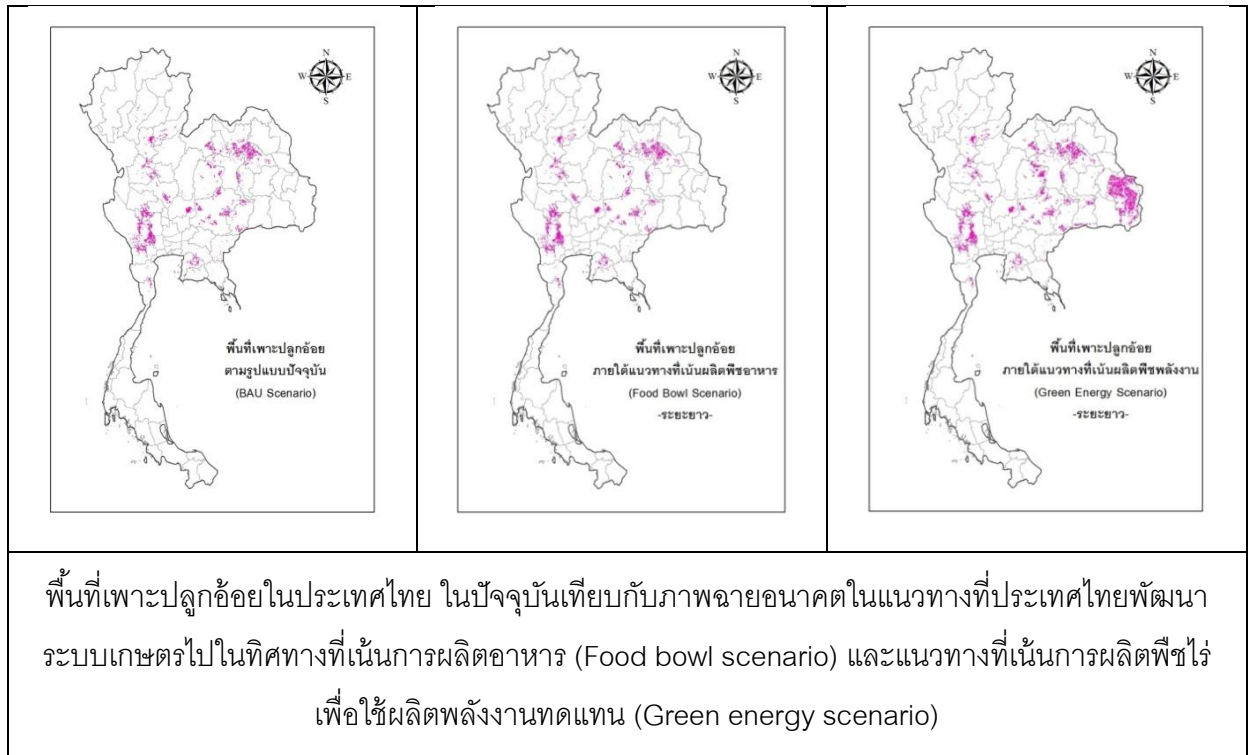 N
W E
S
พื้นที่เพาะปลูกอ้อย
ตามรูปแบบปัจจุบัน
(BAU Scenario)
N
W E
S
พื้นที่เพาะปลูกอ้อย
ภายใต้แนวทางที่เน้นผลิตพืชอาหาร
(Food Bowl Scenario)
-ระยะยาว-
N
W E
S
พื้นที่เพาะปลูกอ้อย
ภายใต้แนวทางที่เน้นผลิตพืชพลังงาน
(Green Energy Scenario)
-ระยะยาว-
พื้นที่เพาะปลูกอ้อยในประเทศไทย ในปัจจุบันเทียบกับภาพฉายอนาคตในแนวทางที่ประเทศไทยพัฒนา
ระบบเกษตรไปในทิศทางที่เน้นการผลิตอาหาร (Food bowl scenario) และแนวทางที่เน้นการผลิตพืชไร่
เพื่อใช้ผลิตพลังงานทดแทน (Green energy scenario)